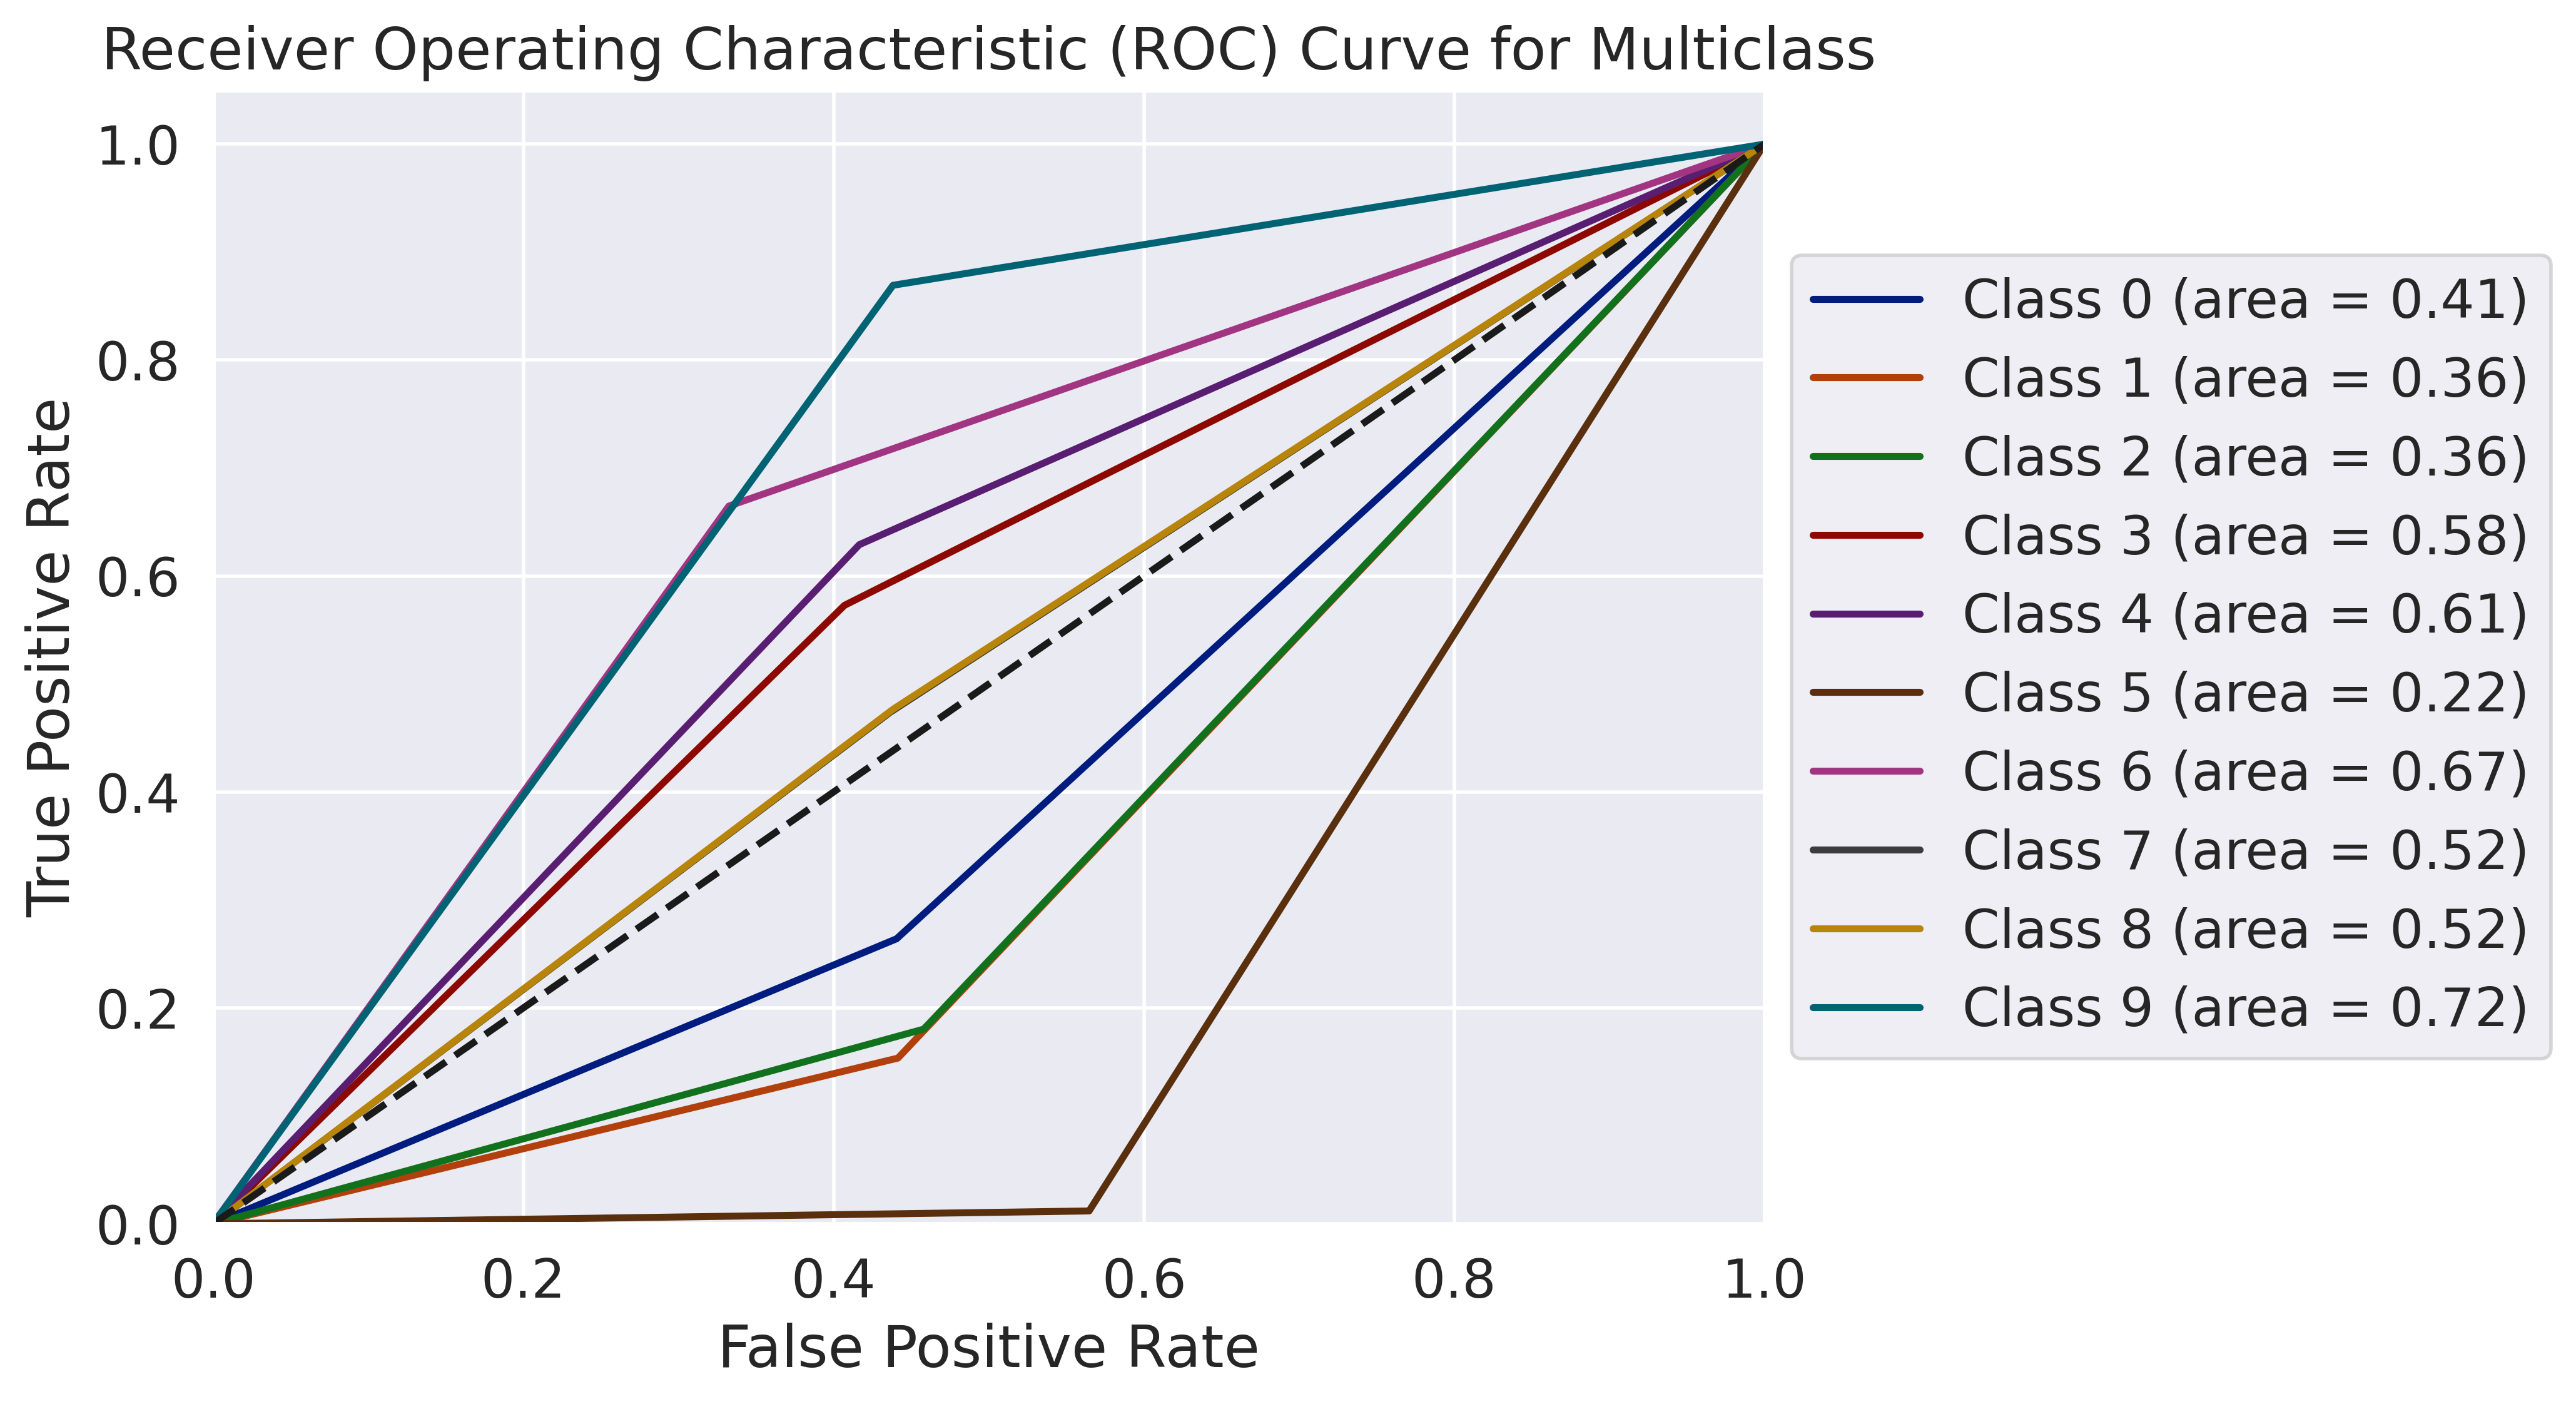 Receiver Operating Characteristic (ROC) Curve for Multiclass
1.0
0.8
0.6
0.4
0.2
0.0
True Positive Rate
0.0 0.2 0.4 0.6 0.8 1.0
False Positive Rate
Class 0 (area = 0.41)
Class 1 (area = 0.36)
Class 2 (area = 0.36)
Class 3 (area = 0.58)
Class 4 (area = 0.61)
Class 5 (area = 0.22)
Class 6 (area = 0.67)
Class 7 (area = 0.52)
Class 8 (area = 0.52)
Class 9 (area = 0.72)